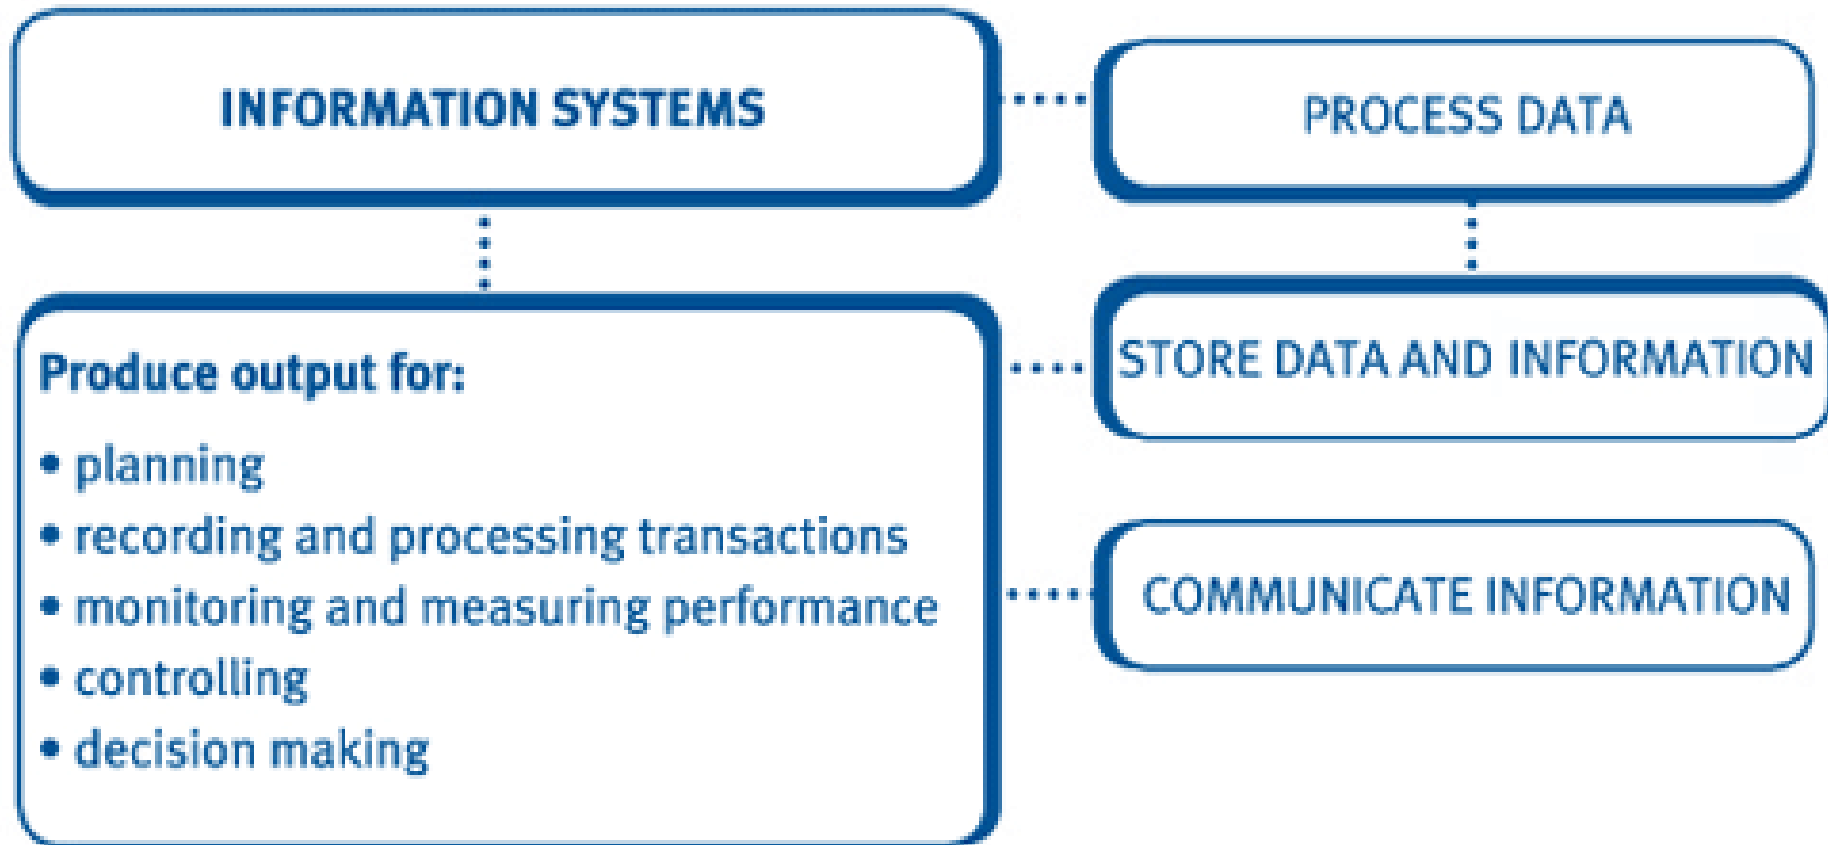 INFORMATION SYSTEMS
PROCESS DATA
Produce output for:
• planning
• recording and processing transactions
• monitoring and measuring performance
• controlling
• decision making
STORE DATA AND INFORMATION
COMMUNICATE INFORMATION